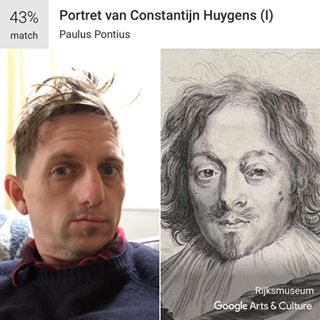 43%
match
Portret van Constantijn Huygens (I)
Paulus Pontius
Rijksmuseum
Google Arts & Culture